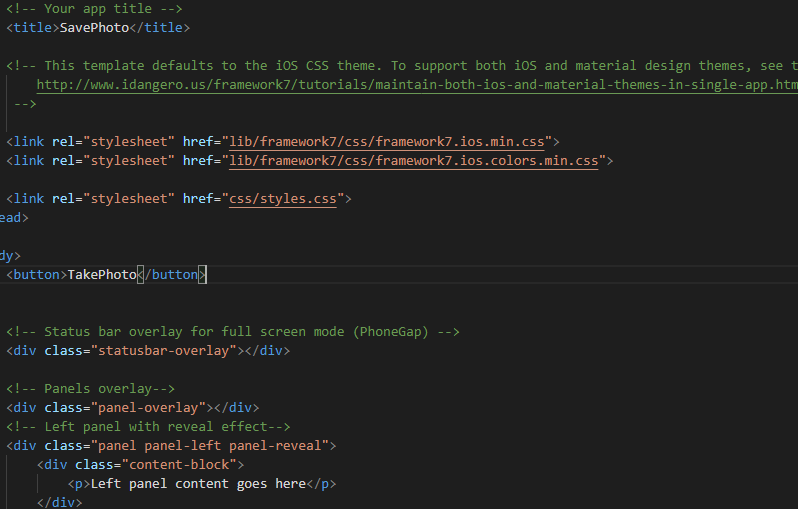 <!-- Your app title -->
<title>SavePhoto</title>
<!-- This template defaults to the iOS CSS theme. To support both iOS and material design themes, see t
http://www.idangero.us/framework7/tutorials/maintain-both-ios-and-material-themes-in-single-app.htm
-->
<link rel="stylesheet" href="lib/framework7/css/framework7.ios.min.css">
<link rel="stylesheet" href="lib/framework7/css/framework7.ios.colors.min.css">
<link rel="stylesheet" href="css/styles.css">
ead>
dy>
<button>TakePhoto</button>
<!-- Status bar overlay for full screen mode (PhoneGap) -->
<div class="statusbar-overlay"></div>
<!-- Panels overlay-->
<div class="panel-overlay"></div>
<!-- Left panel with reveal effect-->
<div class="panel panel-left panel-reveal">
<div class="content-block">
<p>Left panel content goes here</p>
</div>